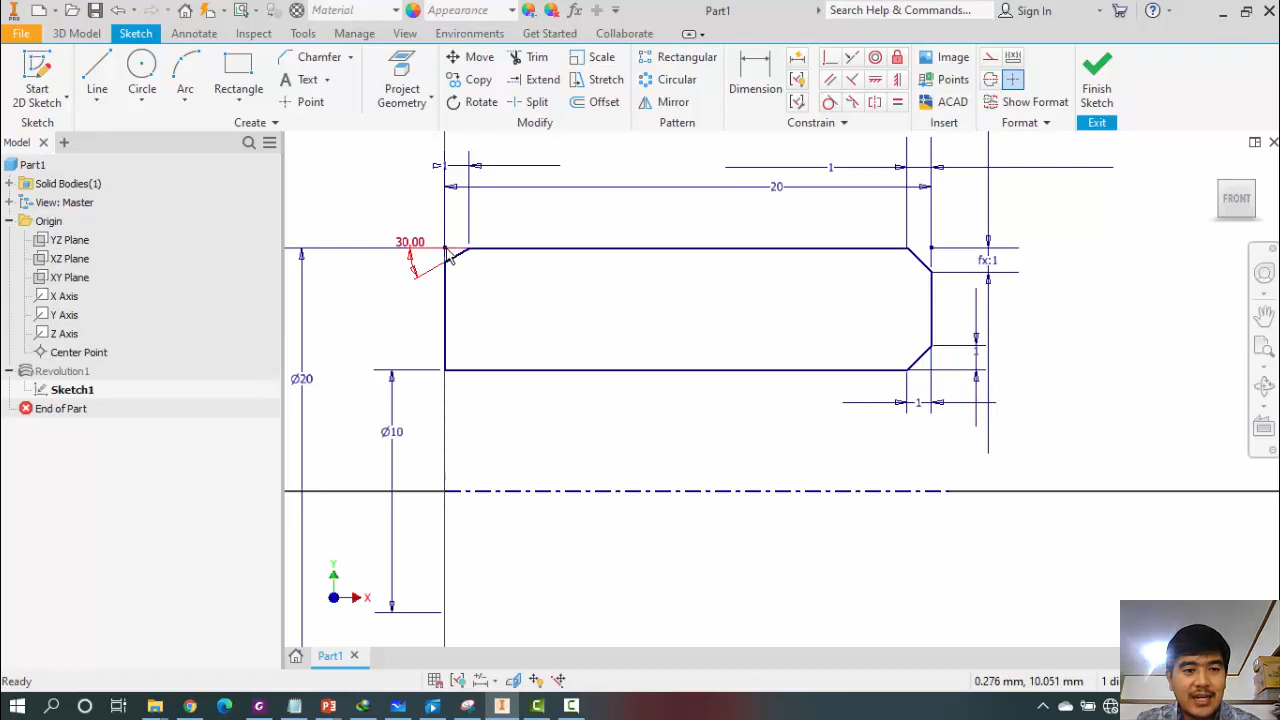 PRO
Material
Appearance
fx
Part1
Search Help & Commands...
Sign In
File
3D Model
Sketch
Annotate
Inspect
Tools
Manage
View
Environments
Get Started
Collaborate
Start
2D Sketch
Line
Circle
Arc
Rectangle
Chamfer
Text
Point
Project
Geometry
Move
Copy
Rotate
Trim
Extend
Split
Scale
Stretch
Offset
Rectangular
Circular
Mirror
Dimension
Image
Points
ACAD
Show Format
Finish
Sketch
Sketch
Create
Modify
Pattern
Constrain
Insert
Format
Exit
Model
Part1
Solid Bodies(1)
View: Master
Origin
YZ Plane
XZ Plane
XY Plane
X Axis
Y Axis
Z Axis
Center Point
Revolution1
Sketch1
End of Part
1
1
20
30.00
fx:1
FRONT
1
Ø20
1
Ø10
Y
X
Part1
Ready
0.276 mm, 10.051 mm
1 di